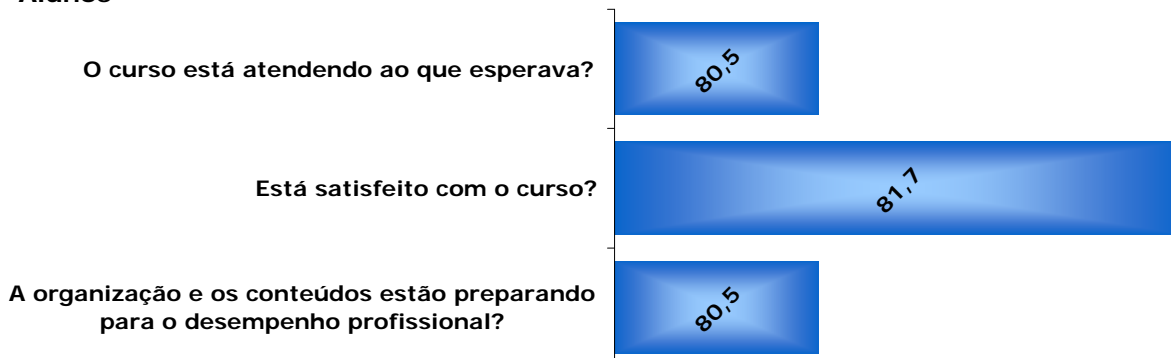 Alunos
O curso está atendendo ao que esperava?
80,5
Está satisfeito com o curso?
81,7
A organização e os conteúdos estão preparando
para o desempenho profissional?
80,5